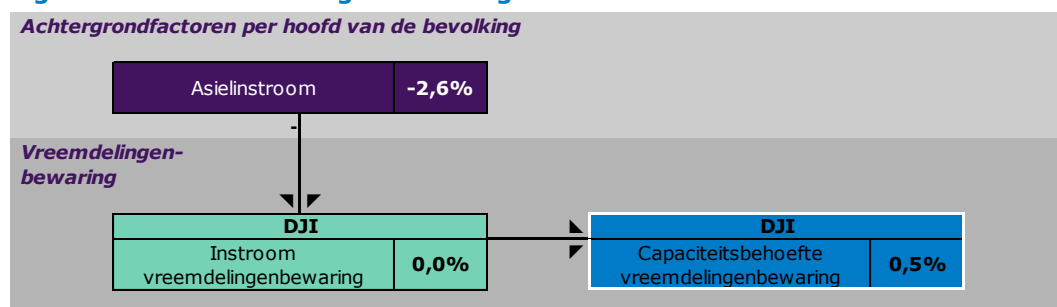 Achtergrondfactoren per hoofd van de bevolking
Asielinstroom -2,6%
-
Vreemdelingen-
bewaring
DJI
Instroom
vreemdelingenbewaring 0,0%
DJI
Capaciteitsbehoefte
vreemdelingenbewaring 0,5%